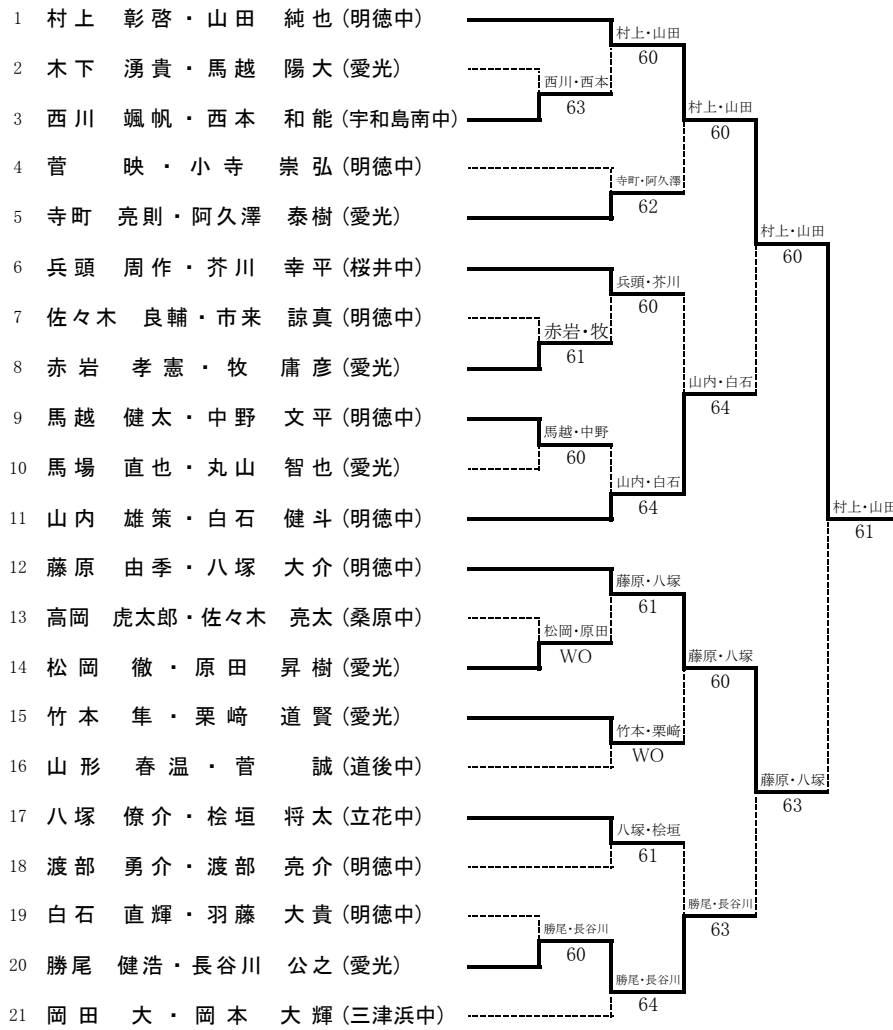 1 村上 彰啓・山田 純也(明徳中)
村上・山田
60
2 木下 湧貴・馬越 陽大(愛光)
西川・西本
63
3 西川 颯帆・西本 和能(宇和島南中)
村上・山田
60
4 菅 映・小寺 崇弘(明徳中)
寺町・阿久澤
62
5 寺町 亮則・阿久澤 泰樹(愛光)
村上・山田
60
6 兵頭 周作・芥川 幸平(桜井中)
兵頭・芥川
60
7 佐々木 良輔・市来 諒真(明徳中)
赤岩・牧
61
8 赤岩 孝憲・牧 庸彦(愛光)
山内・白石
64
9 馬越 健太・中野 文平(明徳中)
馬越・中野
60
10 馬場 直也・丸山 智也(愛光)
山内・白石
64
11 山内 雄策・白石 健斗(明徳中)
村上・山田
61
12 藤原 由季・八塚 大介(明徳中)
藤原・八塚
61
13 高岡 虎太郎・佐々木 亮太(桑原中)
松岡・原田
WO
14 松岡 徹・原田 昇樹(愛光)
藤原・八塚
60
15 竹本 隼・栗﨑 道賢(愛光)
竹本・栗﨑
WO
16 山形 春温・菅 誠(道後中)
藤原・八塚
63
17 八塚 僚介・桧垣 将太(立花中)
八塚・桧垣
61
18 渡部 勇介・渡部 亮介(明徳中)
19 白石 直輝・羽藤 大貴(明徳中)
勝尾・長谷川
63
勝尾・長谷川
60
20 勝尾 健浩・長谷川 公之(愛光)
勝尾・長谷川
64
21 岡田 大・岡本 大輝(三津浜中)